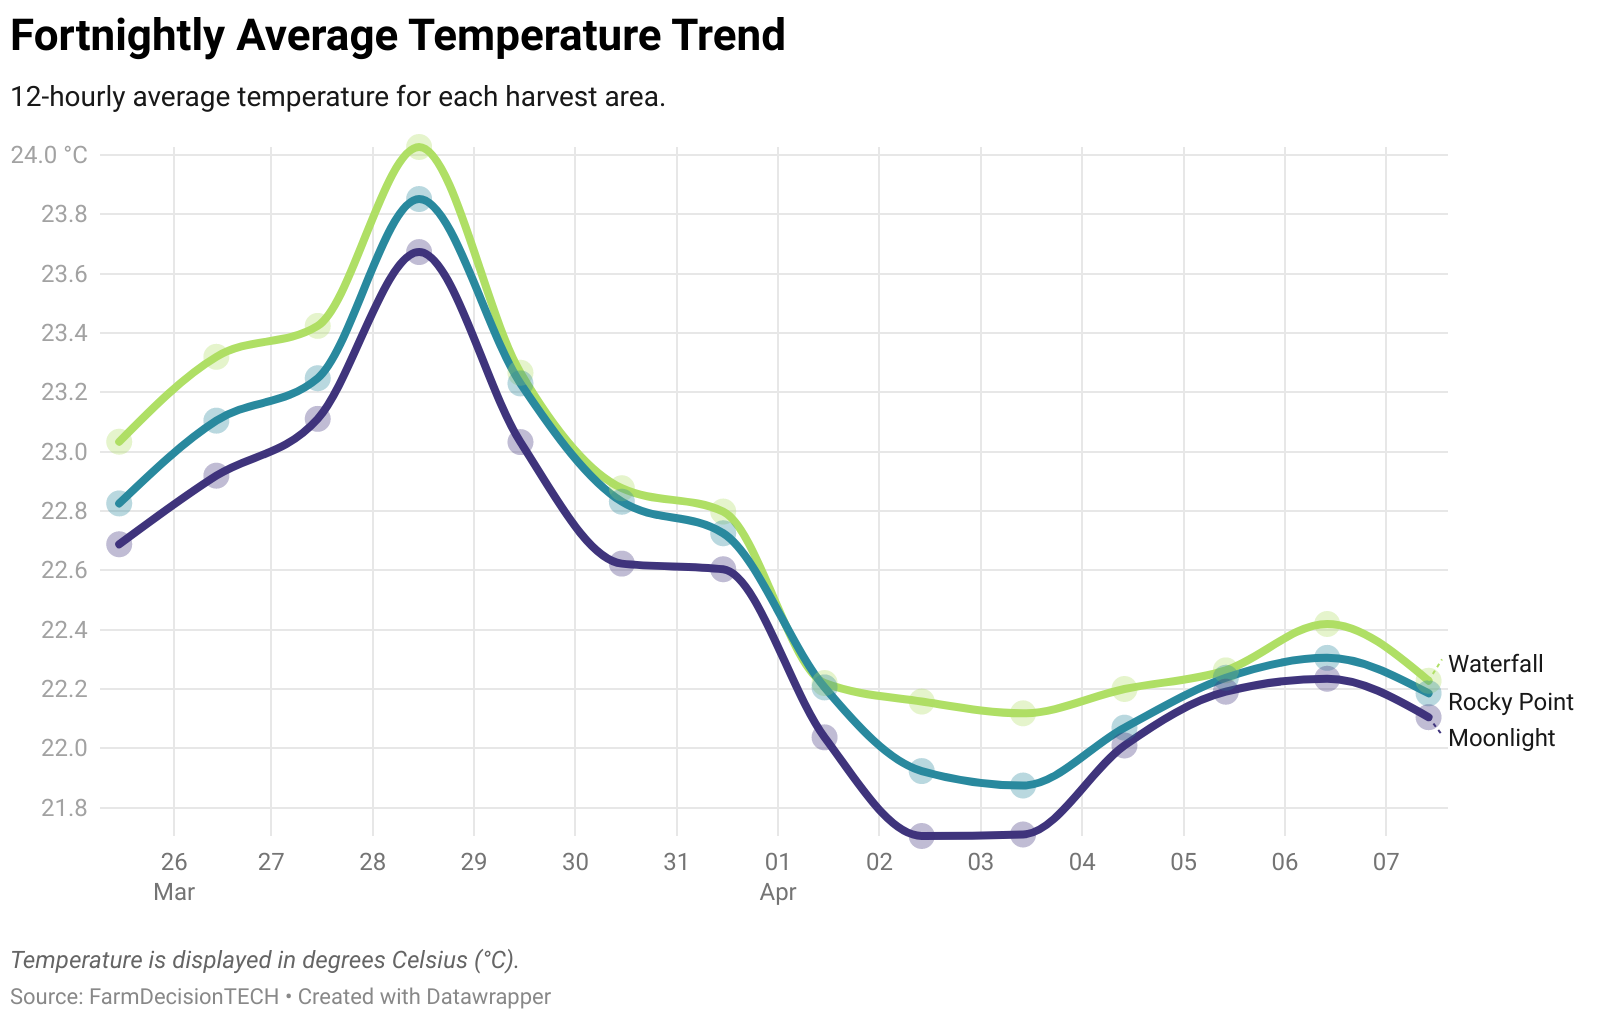 Fortnightly Average Temperature Trend
12-hourly average temperature for each harvest area.
24.0 °C
23.8
23.6
23.4
23.2
23.0
22.8
22.6
22.4
22.2
22.0
21.8
Waterfall
Rocky Point
Moonlight
26 27 28 29 30 31 01 02 03 04 05 06 07
Mar Apr
Temperature is displayed in degrees Celsius (°C).
Source: FarmDecisionTECH • Created with Datawrapper